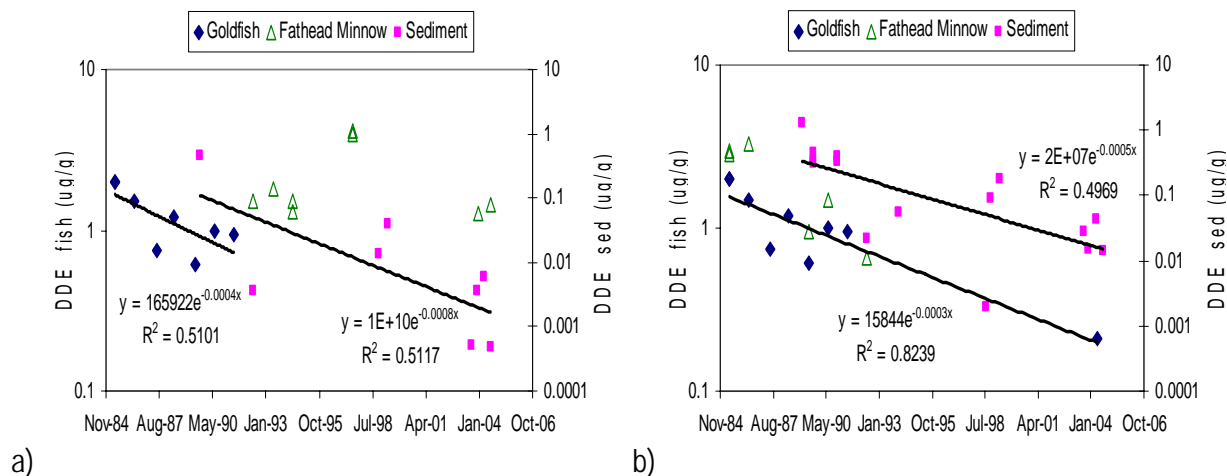 Goldfish Fathead Minnow Sediment
10
1
0.1
DDE fish (ug/g)
10
1
0.1
0.01
0.001
0.0001
DDE sed (ug/g)
y = 165922e^-0.0004x
R² = 0.5101
y = 1E+10e^-0.0008x
R² = 0.5117
Nov-84 Aug-87 May-90 Jan-93 Oct-95 Jul-98 Apr-01 Jan-04 Oct-06
a)
Goldfish Fathead Minnow Sediment
10
1
0.1
DDE fish (ug/g)
10
1
0.1
0.01
0.001
0.0001
DDE sed (ug/g)
y = 2E+07e^-0.0005x
R² = 0.4969
15844e^-0.0003x
R² = 0.8239
Nov-84 Aug-87 May-90 Jan-93 Oct-95 Jul-98 Apr-01 Jan-04 Oct-06
b)